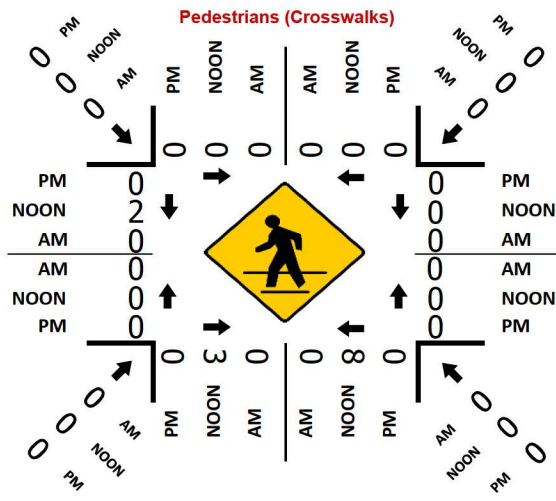 Pedestrians (Crosswalks)
0 PM
0 NOON
0 AM
PM NOON AM AM NOON PM
0 PM
0 NOON
0 AM
0 0 0 0 0 0
PM 0 0 PM
NOON 2 0 NOON
AM 0 0 AM
AM 0 0 AM
NOON 0 0 NOON
PM 0 0 PM
0 3 0 0 8 0
PM NOON AM AM NOON PM
0 AM
0 NOON
0 PM
AM 0
NOON 0
PM 0